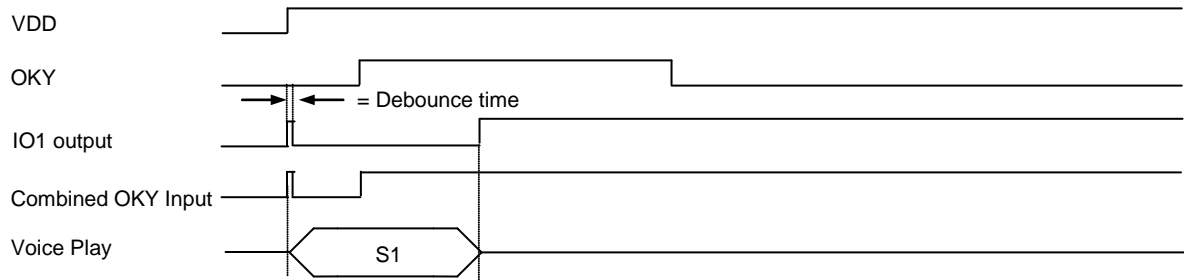 VDD
OKY
= Debounce time
IO1 output
Combined OKY Input
Voice Play
S1